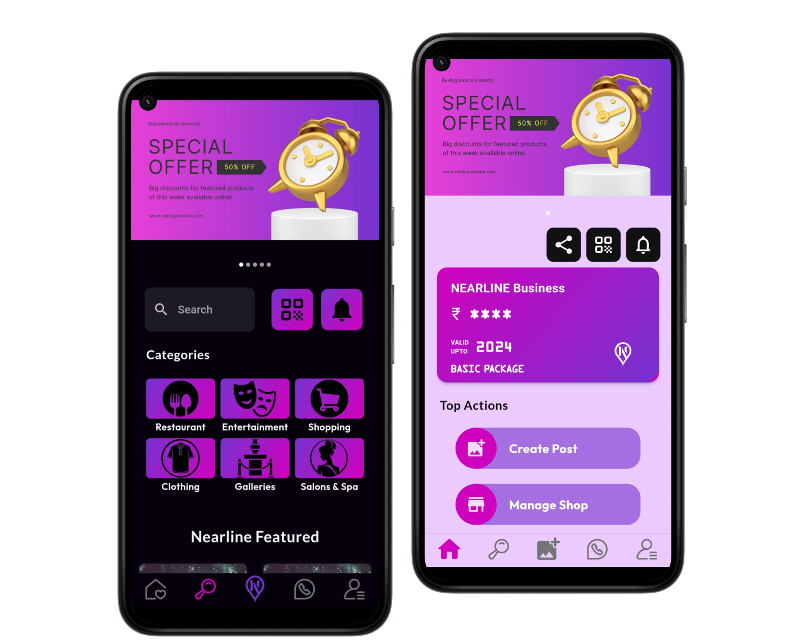 Reallygreatsite presents
SPECIAL
OFFER
50% OFF
Big discounts for featured products
of this week available online
www.reallygreatsite.com
Search
Categories
Restaurant
Entertainment
Shopping
Clothing
Galleries
Salons & Spa
Nearline Featured
Reallygreatsite presents
SPECIAL
OFFER
50% OFF
Big discounts for featured products
of this week available online
www.reallygreatsite.com
NEARLINE Business
₹ ****
VALID
UPTO
2024
BASIC PACKAGE
Top Actions
Create Post
Manage Shop